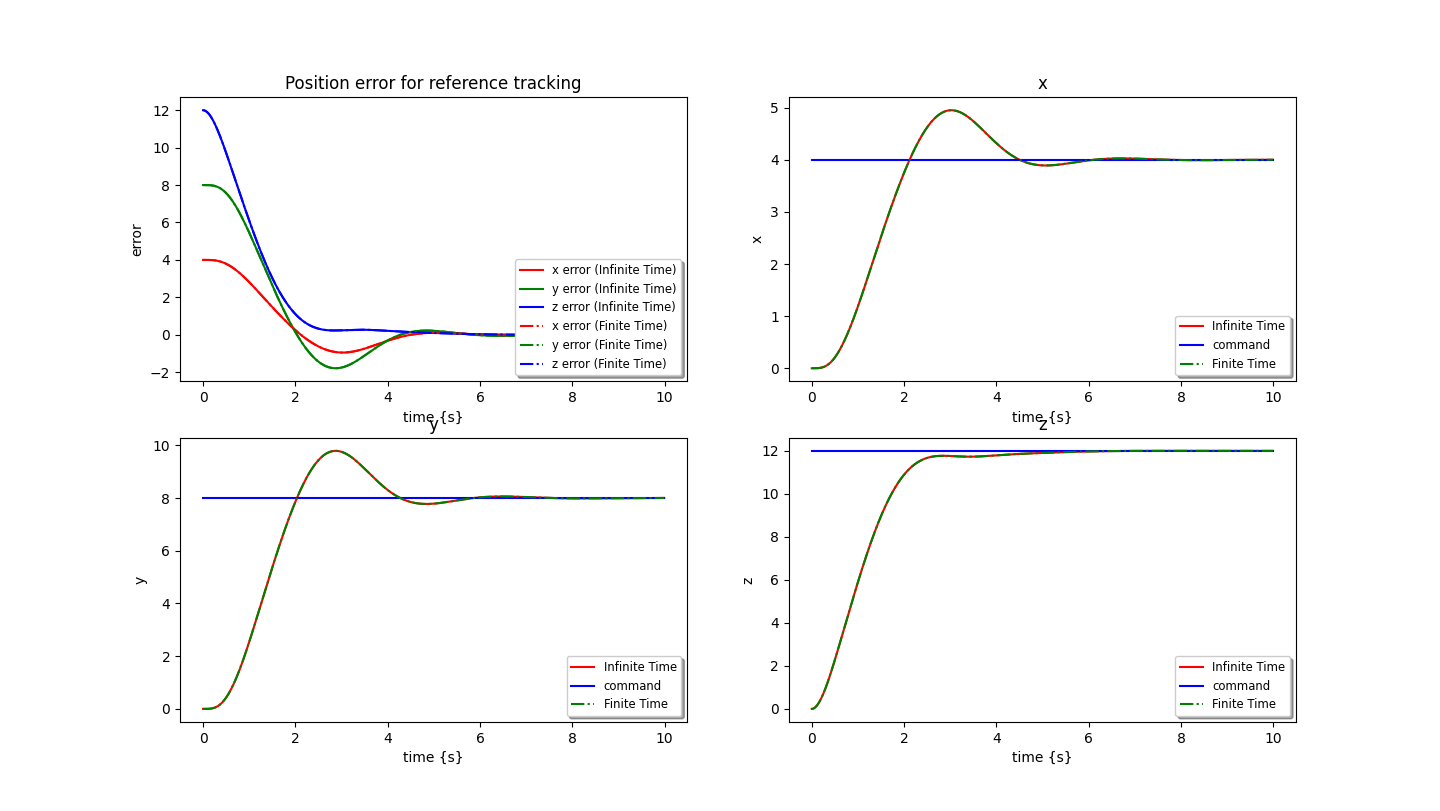 Position error for reference tracking
12
10
8
6
4
2
0
−2
error
x error (Infinite Time)
y error (Infinite Time)
z error (Infinite Time)
x error (Finite Time)
y error (Finite Time)
z error (Finite Time)
0 2 4 6 8 10
time {s}
x
5
4
3
2
1
0
x
Infinite Time
command
Finite Time
0 2 4 6 8 10
time {s}
y
10
8
6
4
2
0
y
Infinite Time
command
Finite Time
0 2 4 6 8 10
time {s}
z
12
10
8
6
4
2
0
z
Infinite Time
command
Finite Time
0 2 4 6 8 10
time {s}